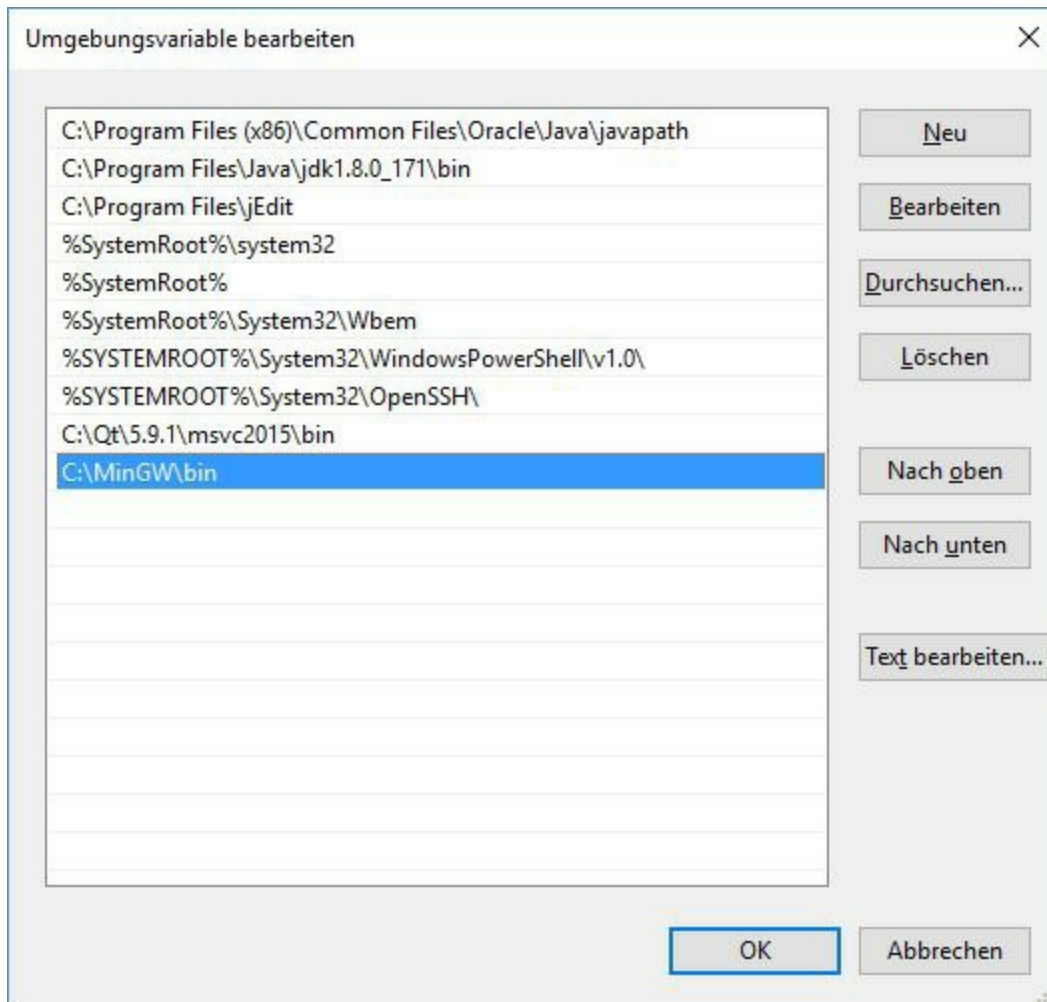 Umgebungsvariable bearbeiten
C:\Program Files (x86)\Common Files\Oracle\Java\javapath
C:\Program Files\Java\jdk1.8.0_171\bin
C:\Program Files\jEdit
%SystemRoot%\system32
%SystemRoot%
%SystemRoot%\System32\Wbem
%SYSTEMROOT%\System32\WindowsPowerShell\v1.0\
%SYSTEMROOT%\System32\OpenSSH\
C:\Qt\5.9.1\msvc2015\bin
C:\MinGW\bin
Neu
Bearbeiten
Durchsuchen...
Löschen
Nach oben
Nach unten
Text bearbeiten...
OK
Abbrechen